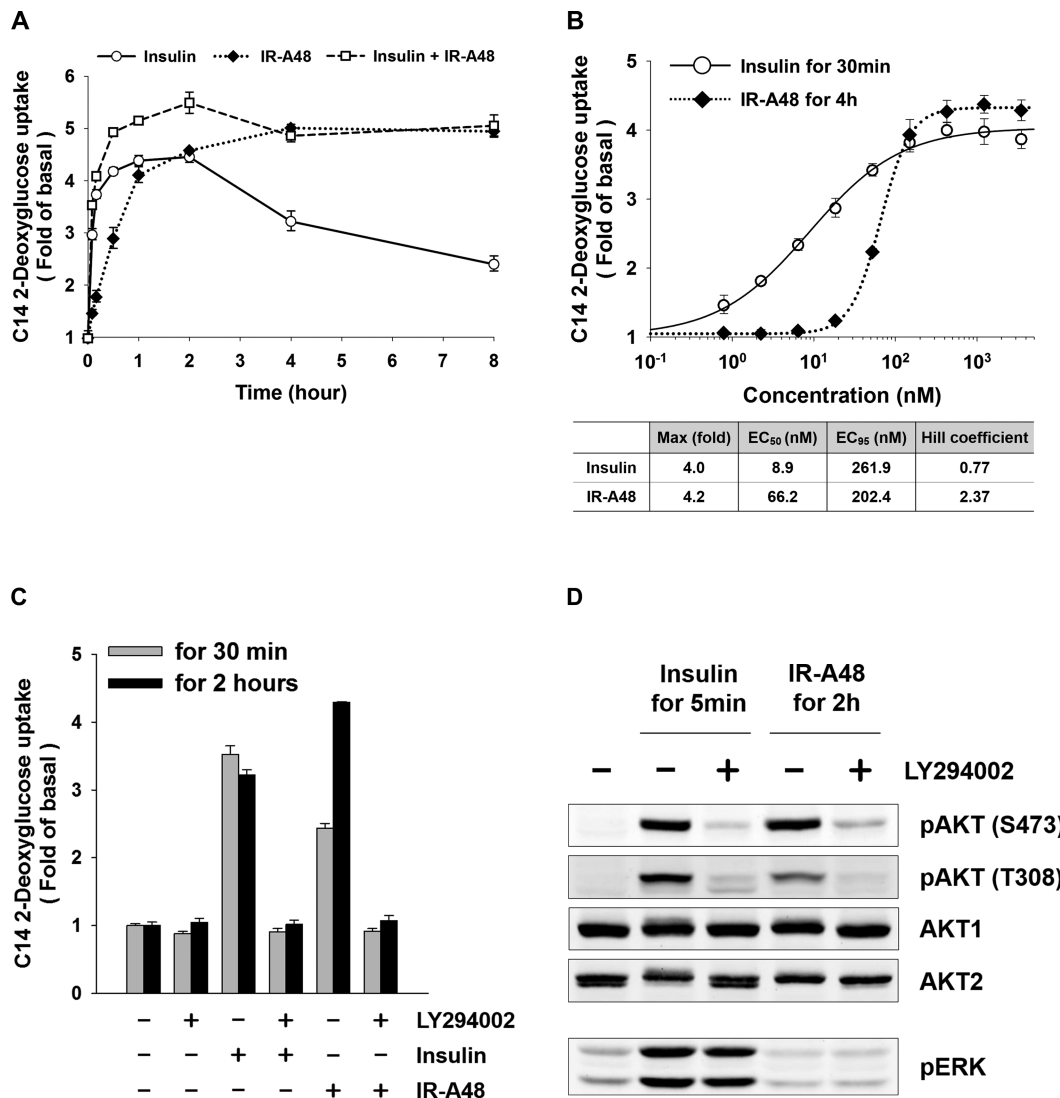 A
Insulin IR-A48 Insulin + IR-A48
C14 2-Deoxyglucose uptake
( Fold of basal )
6
5
4
3
2
1
0 1 2 3 4 5 6 7 8
Time (hour)
B
Insulin for 30min
IR-A48 for 4h
C14 2-Deoxyglucose uptake
( Fold of basal )
5
4
3
2
1
10-1 100 101 102 103
Concentration (nM)
Max (fold) EC50 (nM) EC95 (nM) Hill coefficient
Insulin 4.0 8.9 261.9 0.77
IR-A48 4.2 66.2 202.4 2.37
C
for 30 min
for 2 hours
C14 2-Deoxyglucose uptake
( Fold of basal )
5
4
3
2
1
0
− + − + − + LY294002
− − + + − − Insulin
− − − − + + IR-A48
D
Insulin
for 5min
IR-A48
for 2h
− − + − + LY294002
pAKT (S473)
pAKT (T308)
AKT1
AKT2
pERK